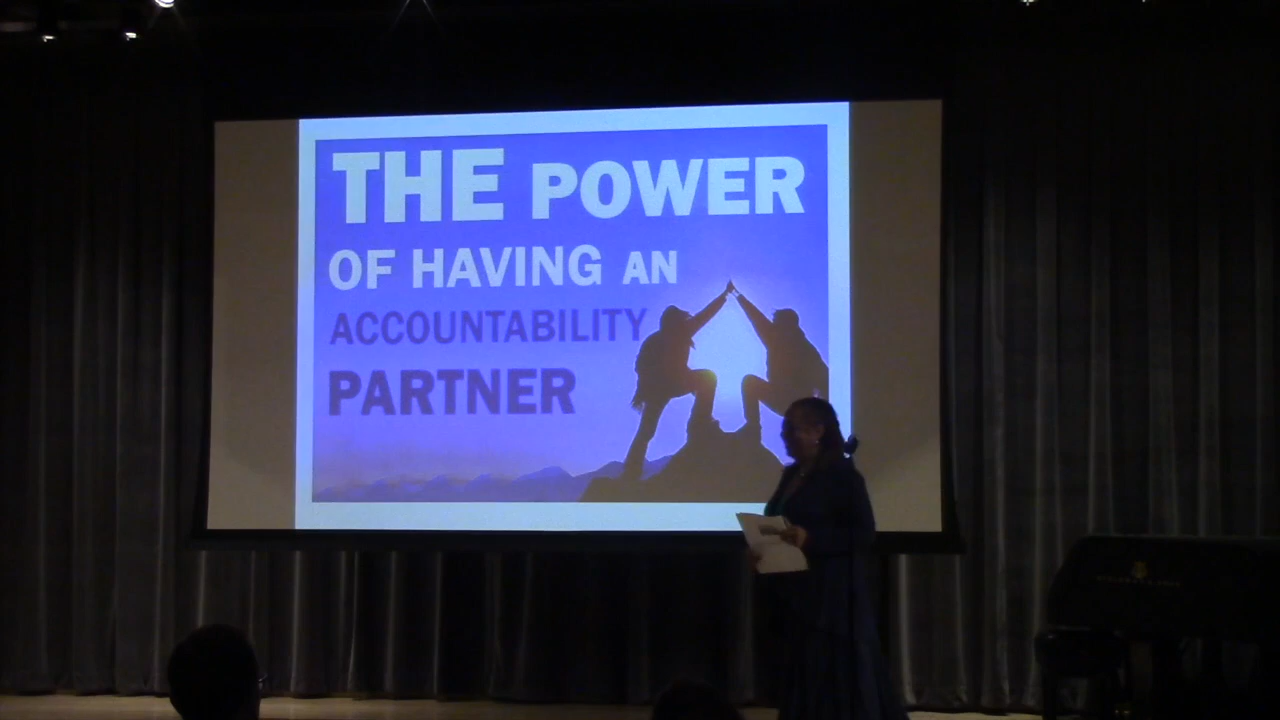 THE POWER
OF HAVING AN
ACCOUNTABILITY
PARTNER